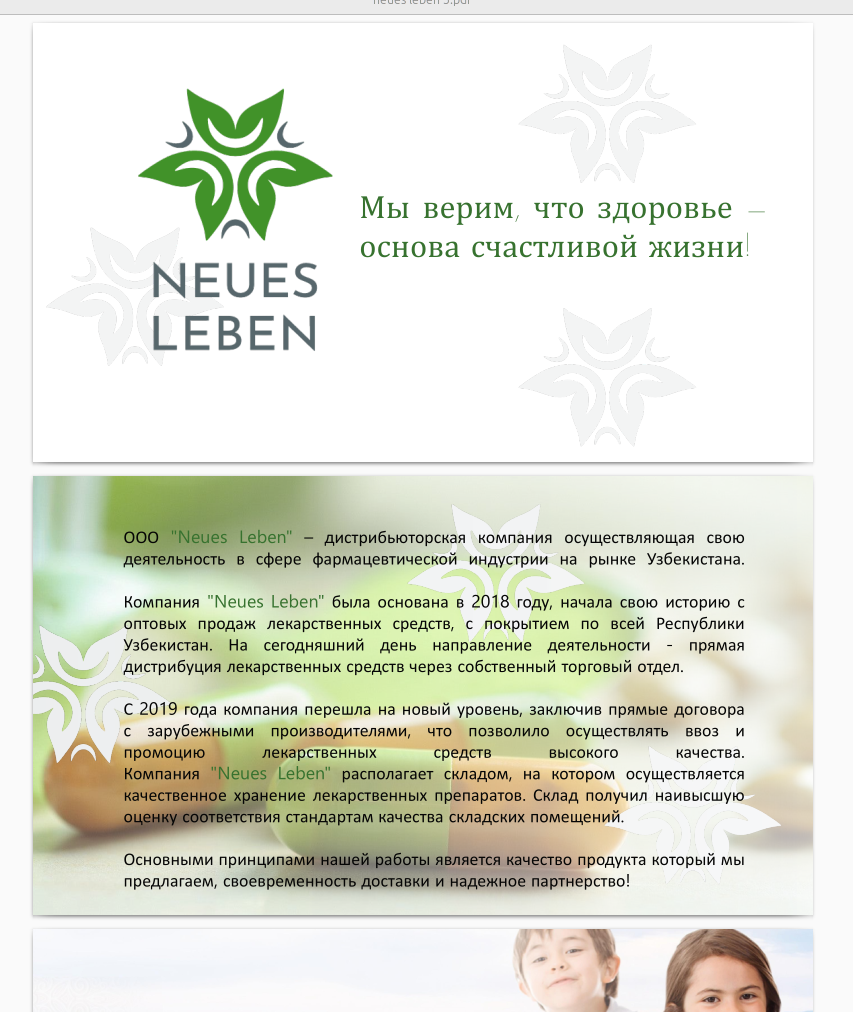 neues leben 5.pdf
NEUES
LEBEN
Мы верим, что здоровье –
основа счастливой жизни!
ООО "Neues Leben" – дистрибьюторская компания осуществляющая свою
деятельность в сфере фармацевтической индустрии на рынке Узбекистана.
Компания "Neues Leben" была основана в 2018 году, начала свою историю с
оптовых продаж лекарственных средств, с покрытием по всей Республики
Узбекистан. На сегодняшний день направление деятельности - прямая
дистрибуция лекарственных средств через собственный торговый отдел.
С 2019 года компания перешла на новый уровень, заключив прямые договора
с зарубежными производителями, что позволило осуществлять ввоз и
промоцию лекарственных средств высокого качества.
Компания "Neues Leben" располагает складом, на котором осуществляется
качественное хранение лекарственных препаратов. Склад получил наивысшую
оценку соответствия стандартам качества складских помещений.
Основными принципами нашей работы является качество продукта который мы
предлагаем, своевременность доставки и надежное партнерство!